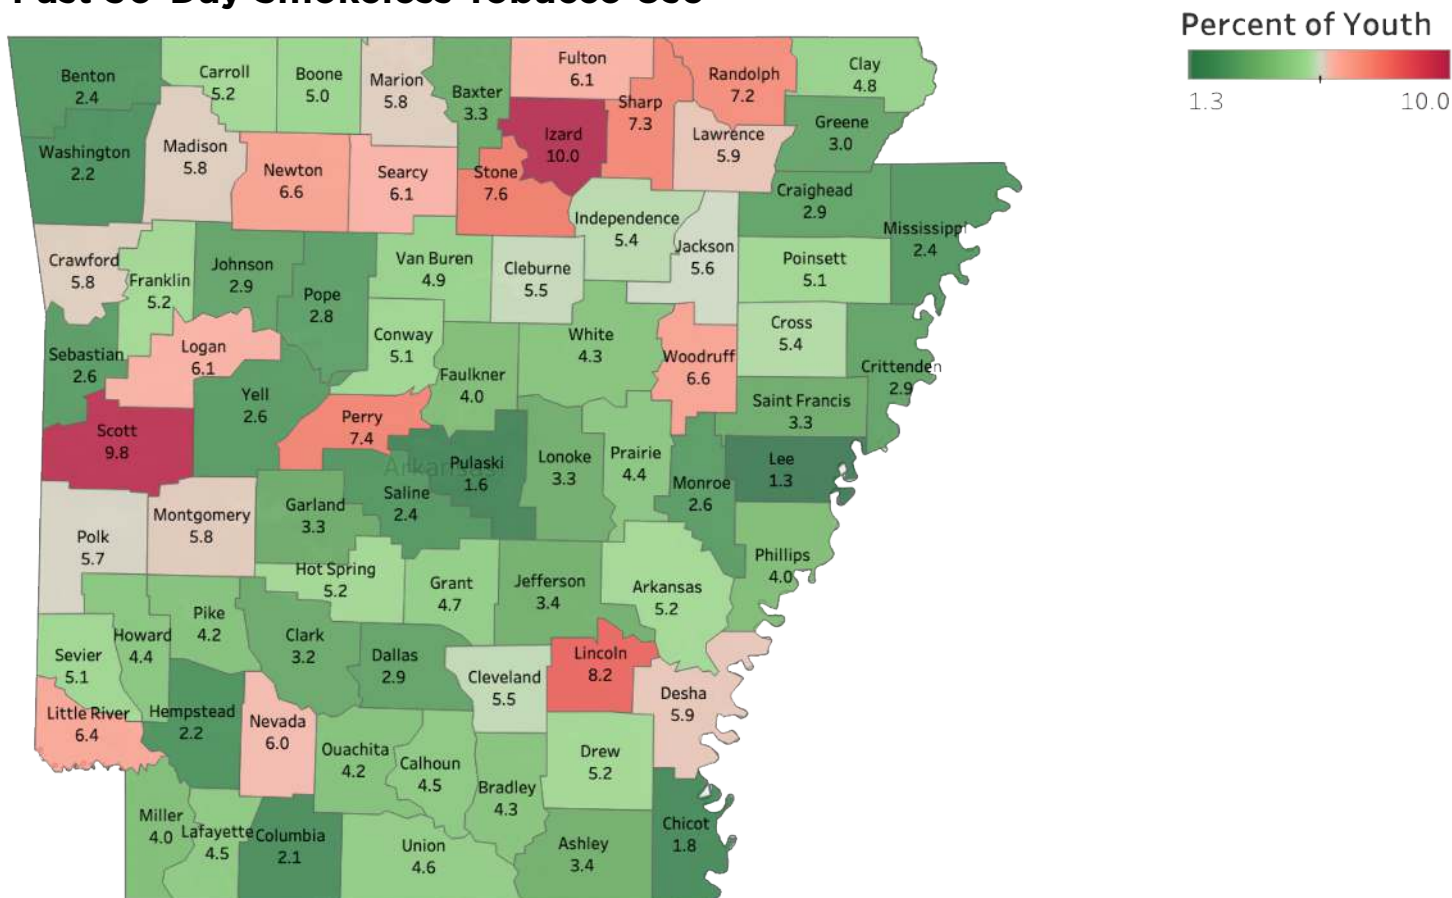 Past 30-Day Smokeless Tobacco Use
Percent of Youth
1.3 10.0
Benton
2.4
Carroll
5.2
Boone
5.0
Marion
5.8
Baxter
3.3
Fulton
6.1
Sharp
7.3
Randolph
7.2
Clay
4.8
Washington
2.2
Madison
5.8
Newton
6.6
Searcy
6.1
Stone
7.6
Izard
10.0
Lawrence
5.9
Greene
3.0
Craighead
2.9
Mississippi
2.4
Crawford
5.8
Franklin
5.2
Johnson
2.9
Pope
2.8
Van Buren
4.9
Cleburne
5.5
Independence
5.4
Jackson
5.6
Poinsett
5.1
Sebastian
2.6
Logan
6.1
Conway
5.1
Faulkner
4.0
White
4.3
Woodruff
6.6
Cross
5.4
Crittenden
2.9
Scott
9.8
Yell
2.6
Perry
7.4
Arkansas
Pulaski
1.6
Lonoke
3.3
Prairie
4.4
Monroe
2.6
Saint Francis
3.3
Lee
1.3
Polk
5.7
Montgomery
5.8
Garland
3.3
Saline
2.4
Hot Spring
5.2
Grant
4.7
Jefferson
3.4
Arkansas
5.2
Phillips
4.0
Sevier
5.1
Howard
4.4
Pike
4.2
Clark
3.2
Dallas
2.9
Cleveland
5.5
Lincoln
8.2
Desha
5.9
Little River
6.4
Hempstead
2.2
Nevada
6.0
Ouachita
4.2
Calhoun
4.5
Bradley
4.3
Drew
5.2
Miller
4.0
Lafayette
4.5
Columbia
2.1
Union
4.6
Ashley
3.4
Chicot
1.8